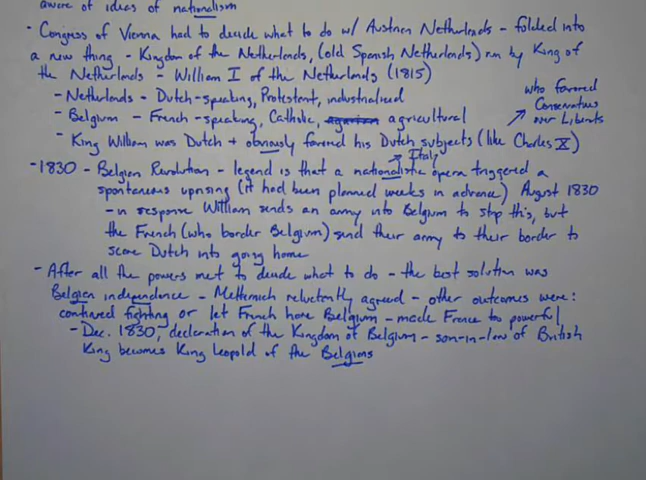 aware of ideas of nationalism
- Congress of Vienna had to decide what to do w/ Austrian Netherlands - folded into
a new thing - Kingdom of the Netherlands, (old Spanish Netherlands) run by King of
the Netherlands - William I of the Netherlands (1815)
who favored
Conservatives
over Liberals
- Netherlands - Dutch-speaking, Protestant, industrialized
- Belgium - French-speaking, Catholic, agrarian agricultural
- King William was Dutch + obviously favored his Dutch subjects (like Charles X)
Italy
- 1830 - Belgian Revolution - legend is that a nationalistic opera triggered a
spontaneous uprising (it had been planned weeks in advance) August 1830
- in response William sends an army into Belgium to stop this, but
the French (who border Belgium) send their army to their border to
scare Dutch into going home
- After all the powers met to decide what to do - the best solution was
Belgian independence - Metternich reluctantly agreed - other outcomes were:
continued fighting or let French have Belgium - made France too powerful
- Dec. 1830, declaration of the Kingdom of Belgium - son-in-law of British
King becomes King Leopold of the Belgians